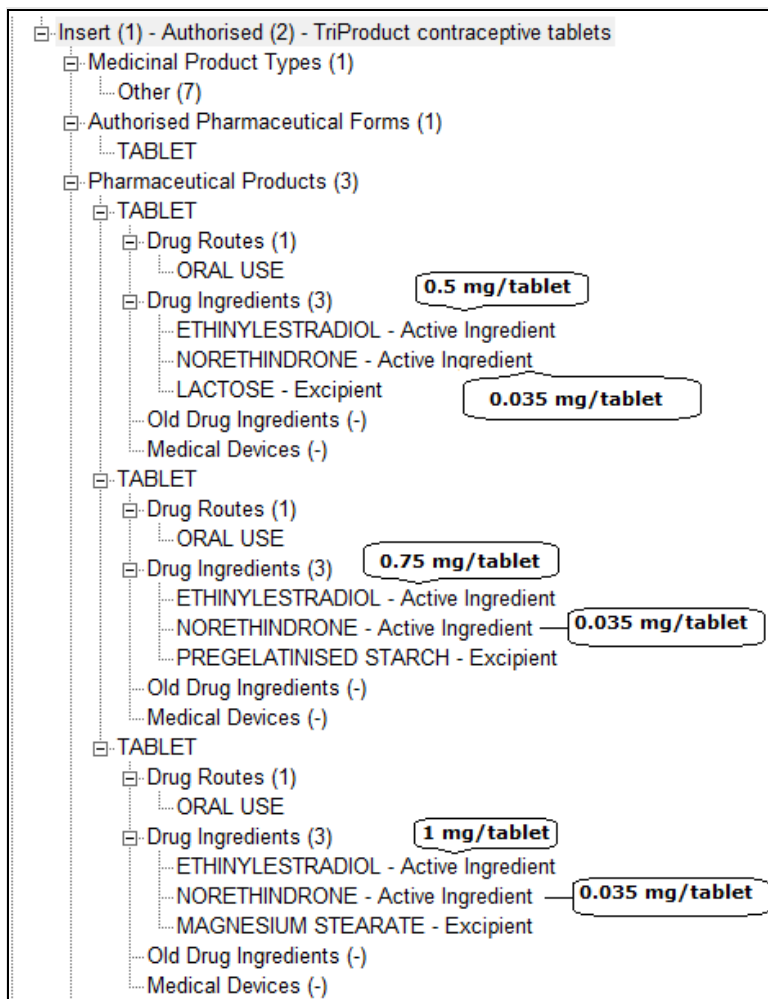 Insert (1) - Authorised (2) - TriProduct contraceptive tablets
Medicinal Product Types (1)
Other (7)
Authorised Pharmaceutical Forms (1)
TABLET
Pharmaceutical Products (3)
TABLET
Drug Routes (1)
ORAL USE
0.5 mg/tablet
Drug Ingredients (3)
ETHINYLESTRADIOL - Active Ingredient
NORETHINDRONE - Active Ingredient
LACTOSE - Excipient
0.035 mg/tablet
Old Drug Ingredients (-)
Medical Devices (-)
TABLET
Drug Routes (1)
ORAL USE
Drug Ingredients (3)
0.75 mg/tablet
ETHINYLESTRADIOL - Active Ingredient
NORETHINDRONE - Active Ingredient
0.035 mg/tablet
PREGELATINISED STARCH - Excipient
Old Drug Ingredients (-)
Medical Devices (-)
TABLET
Drug Routes (1)
ORAL USE
Drug Ingredients (3)
1 mg/tablet
ETHINYLESTRADIOL - Active Ingredient
NORETHINDRONE - Active Ingredient
0.035 mg/tablet
MAGNESIUM STEARATE - Excipient
Old Drug Ingredients (-)
Medical Devices (-)